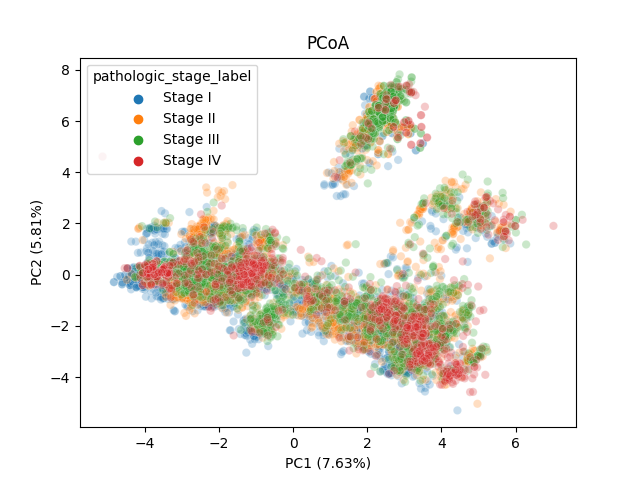 PCoA
pathologic_stage_label
Stage I
Stage II
Stage III
Stage IV
8
6
4
2
0
−2
−4
PC2 (5.81%)
−4 −2 0 2 4 6
PC1 (7.63%)